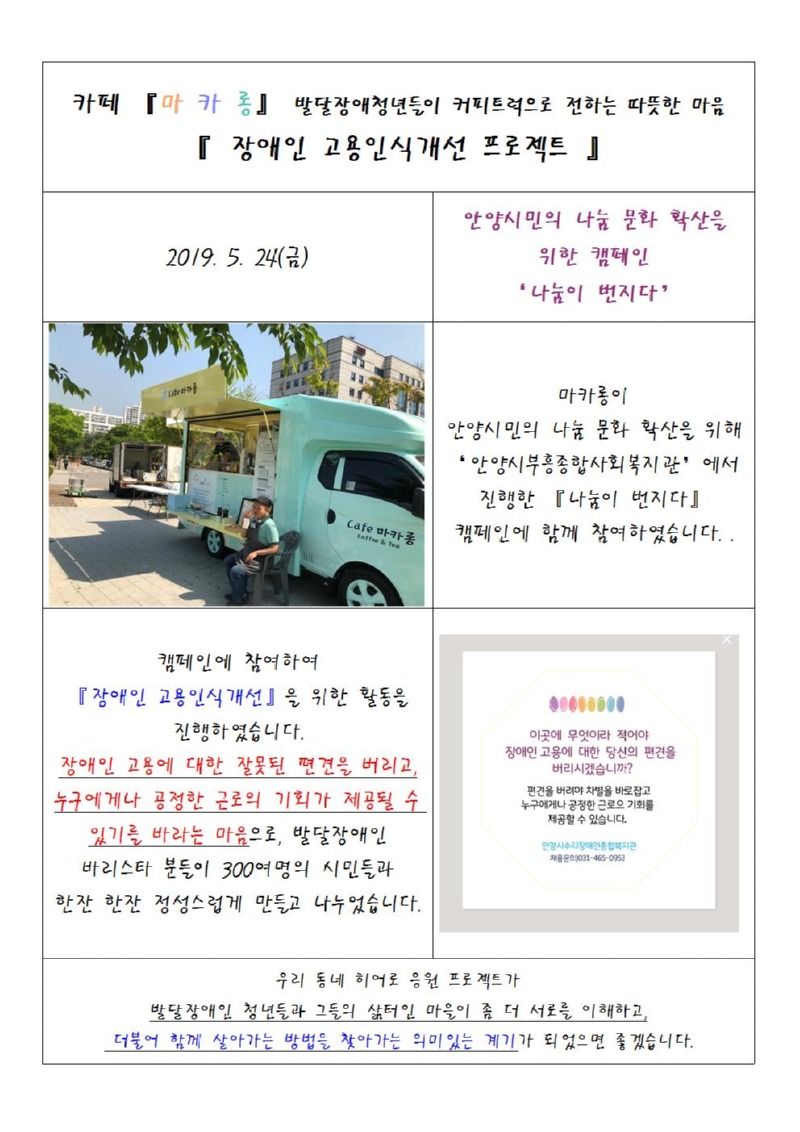 카페 『마 카 롱』 발달장애청년들이 커피트럭으로 전하는 따뜻한 마음
『 장애인 고용인식개선 프로젝트 』
2019. 5. 24(금)
안양시민의 나눔 문화 확산을
위한 캠페인
‘나눔이 번지다’
Cafe 마카롱
Cafe 마카롱
Coffee & Tea
마카롱이
안양시민의 나눔 문화 확산을 위해
‘안양시부흥종합사회복지관’에서
진행한 『나눔이 번지다』
캠페인에 함께 참여하였습니다. .
캠페인에 참여하여
『장애인 고용인식개선』을 위한 활동을
진행하였습니다.
장애인 고용에 대한 잘못된 편견을 버리고,
누구에게나 공정한 근로의 기회가 제공될 수
있기를 바라는 마음으로, 발달장애인
바리스타 분들이 300여명의 시민들과
한잔 한잔 정성스럽게 만들고 나누었습니다.
이곳에 무엇이라 적어야
장애인 고용에 대한 당신의 편견을
버리시겠습니까?
편견을 버려야 차별을 바로잡고
누구에게나 공정한 근로으 기회를
제공할 수 있습니다.
안양시수리장애인종합복지관
채용문의)031-465-0953
우리 동네 히어로 응원 프로젝트가
발달장애인 청년들과 그들의 삶터인 마을이 좀 더 서로를 이해하고,
더불어 함께 살아가는 방법을 찾아가는 의미있는 계기가 되었으면 좋겠습니다.